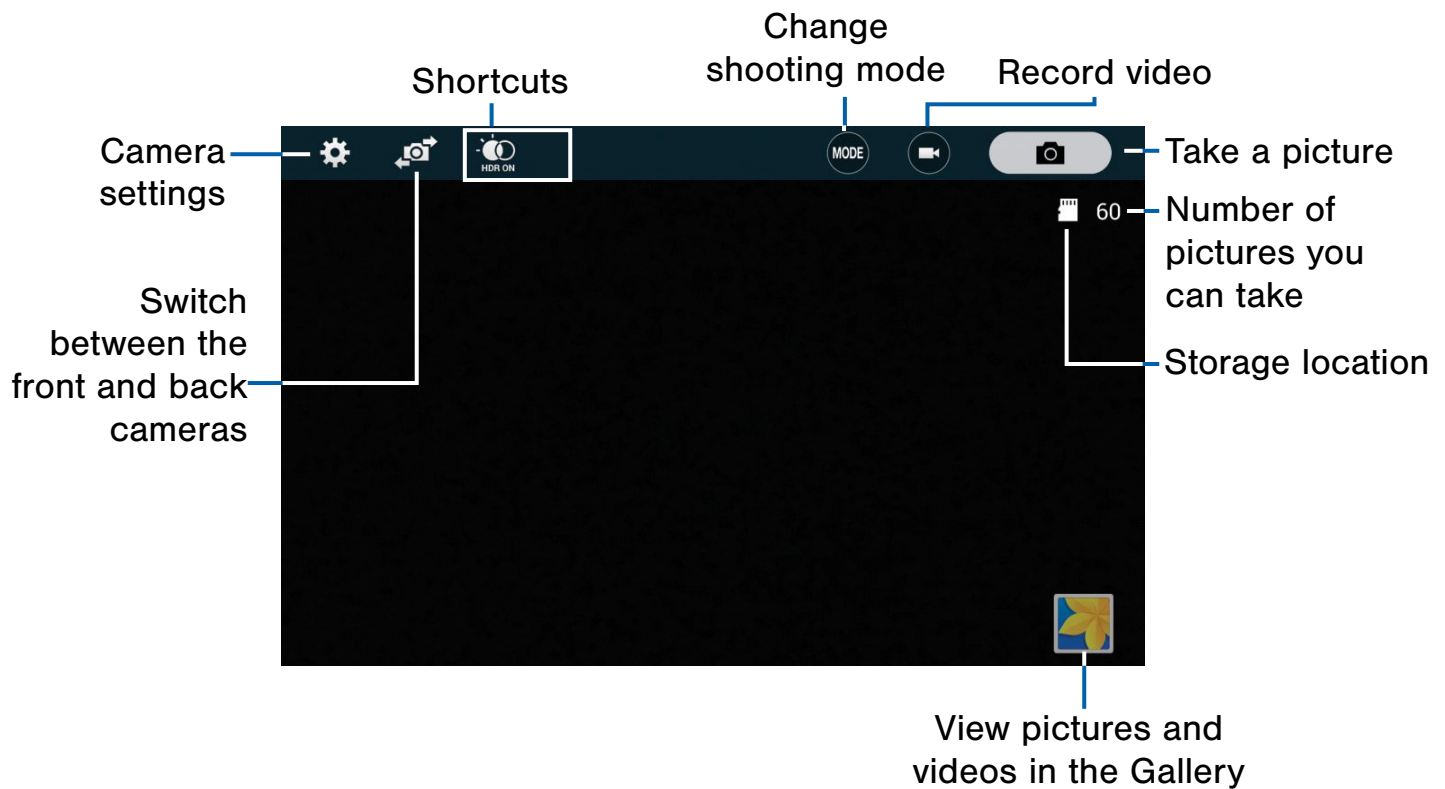 Change
shooting mode
Shortcuts
Record video
Camera
settings
HDR ON
MODE
Take a picture
60
Number of
pictures you
can take
Switch
between the
front and back
cameras
Storage location
View pictures and
videos in the Gallery